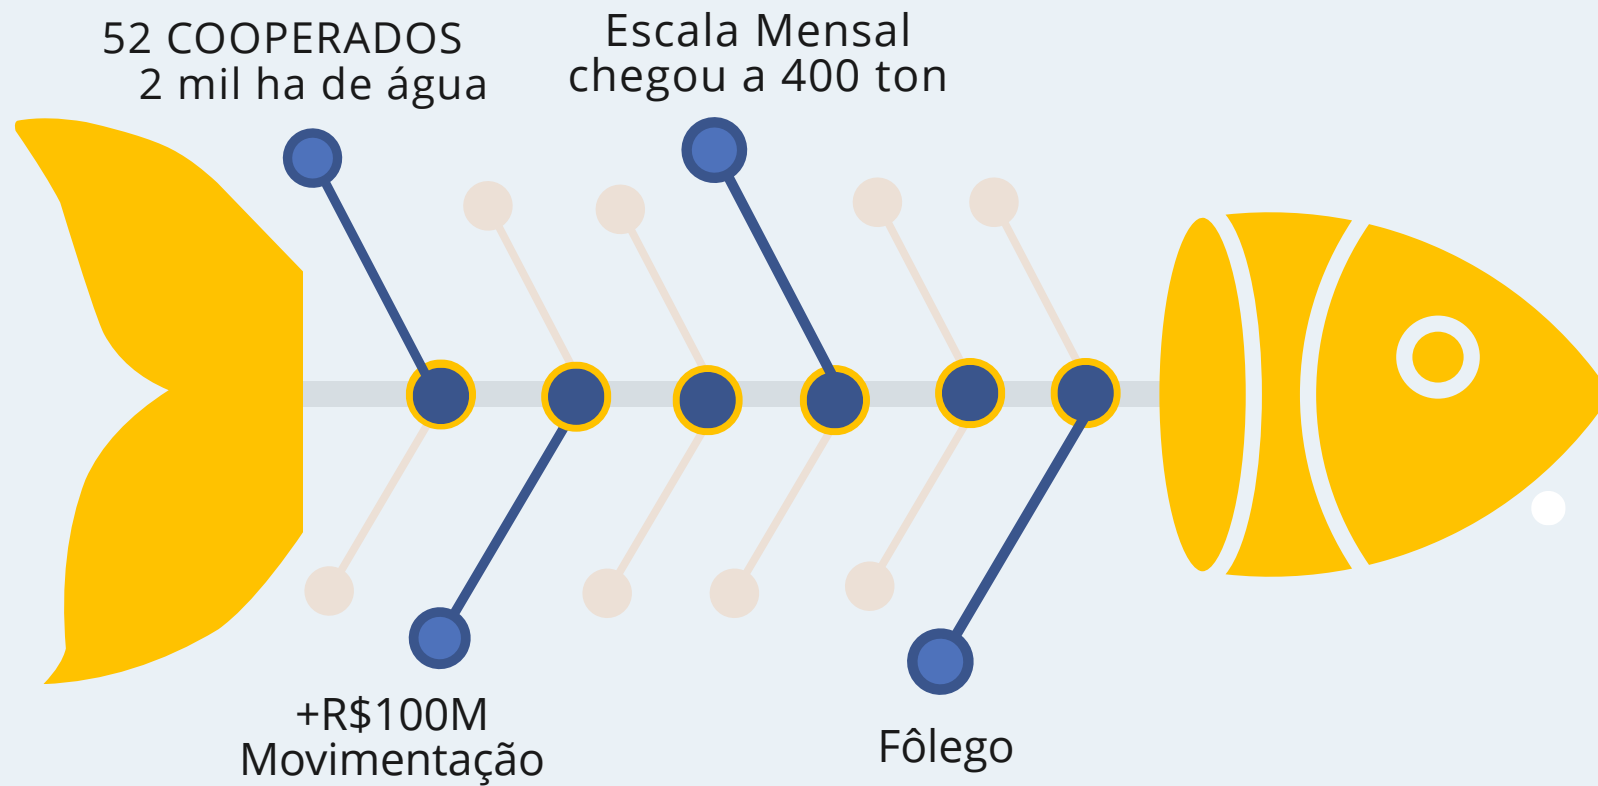 52 COOPERADOS
2 mil ha de água
Escala Mensal
chegou a 400 ton
+R$100M
Movimentação
Fôlego